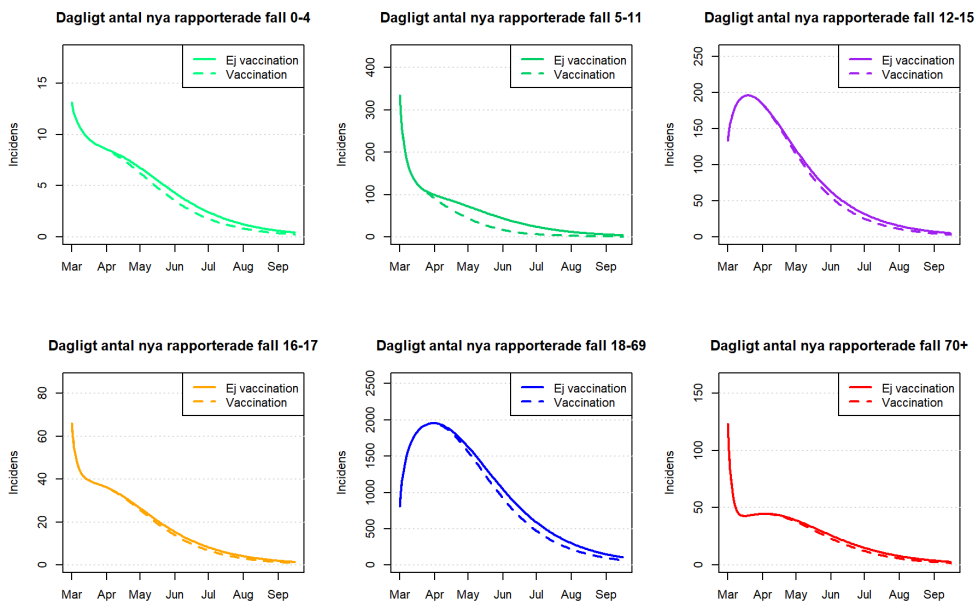 Dagligt antal nya rapporterade fall 0-4
Incidens
15
10
5
0
Ej vaccination
Vaccination
Mar Apr May Jun Jul Aug Sep
Dagligt antal nya rapporterade fall 5-11
Incidens
400
300
200
100
0
Ej vaccination
Vaccination
Mar Apr May Jun Jul Aug Sep
Dagligt antal nya rapporterade fall 12-15
Incidens
250
200
150
100
50
0
Ej vaccination
Vaccination
Mar Apr May Jun Jul Aug Sep
Dagligt antal nya rapporterade fall 16-17
Incidens
80
60
40
20
0
Ej vaccination
Vaccination
Mar Apr May Jun Jul Aug Sep
Dagligt antal nya rapporterade fall 18-69
Incidens
2500
2000
1500
1000
500
0
Ej vaccination
Vaccination
Mar Apr May Jun Jul Aug Sep
Dagligt antal nya rapporterade fall 70+
Incidens
150
100
50
0
Ej vaccination
Vaccination
Mar Apr May Jun Jul Aug Sep